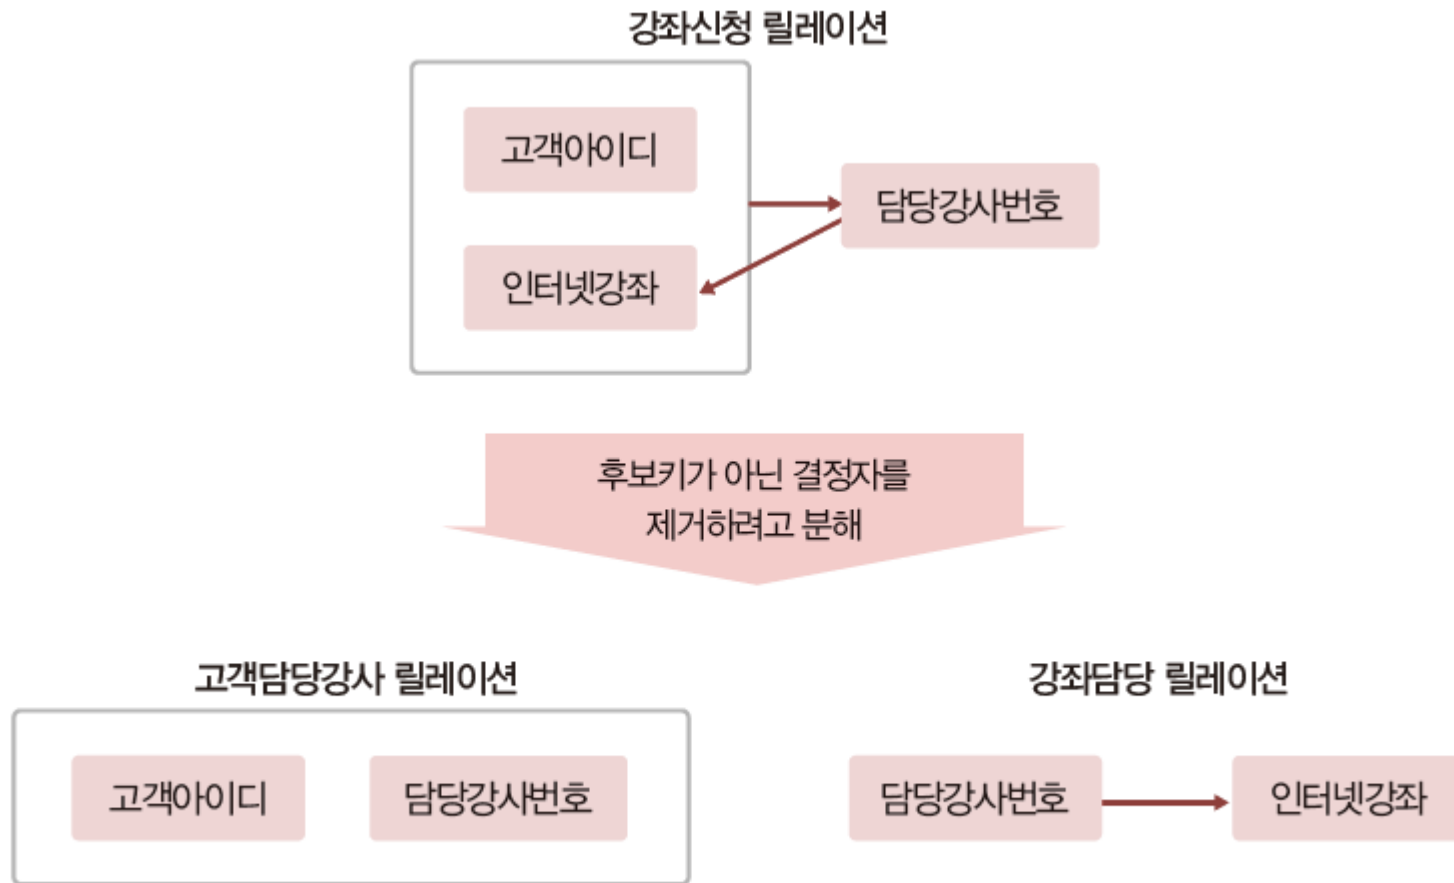 강좌신청 릴레이션
고객아이디
담당강사번호
인터넷강좌
후보키가 아닌 결정자를
제거하려고 분해
고객담당강사 릴레이션
강좌담당 릴레이션
고객아이디
담당강사번호
담당강사번호
인터넷강좌